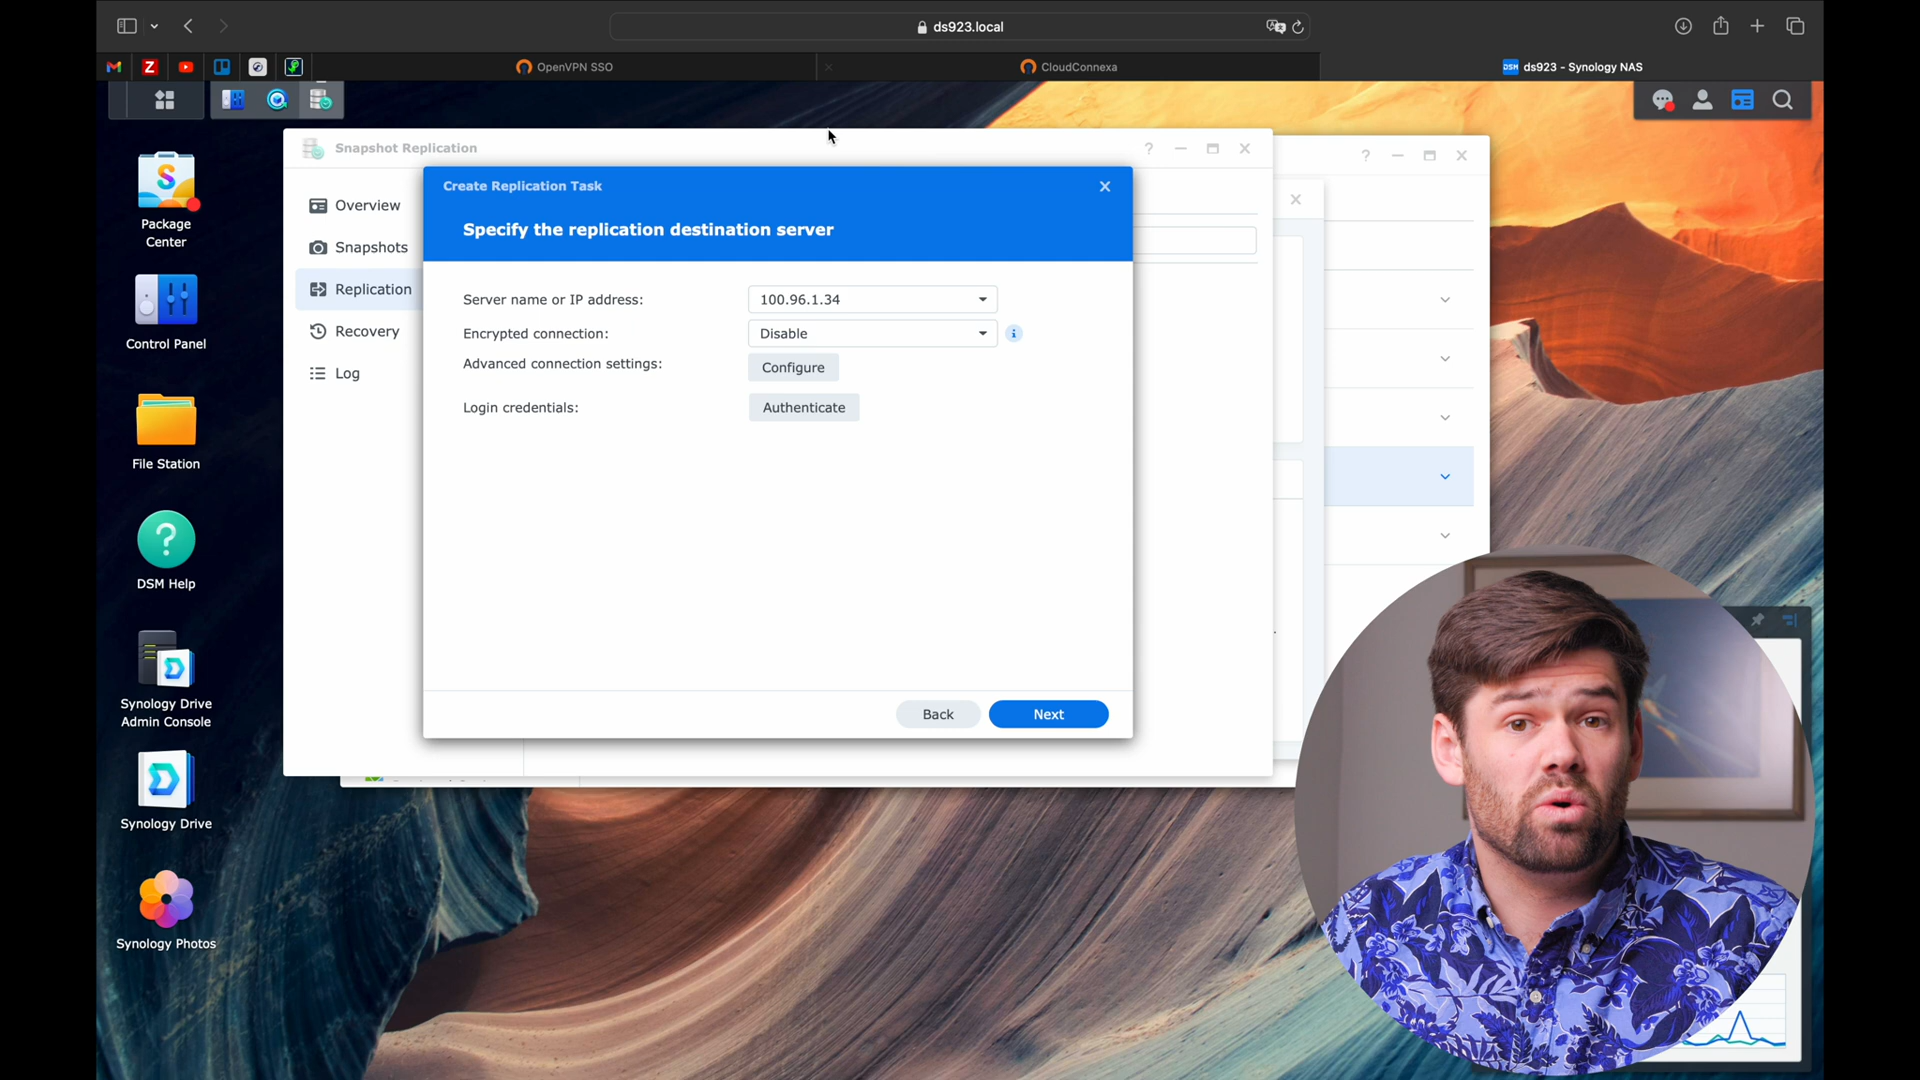 ds923.local
OpenVPN SSO
CloudConnexa
DSM ds923 - Synology NAS
Package
Center
Control Panel
File Station
DSM Help
Synology Drive
Admin Console
Synology Drive
Synology Photos
Snapshot Replication
Overview
Snapshots
Replication
Recovery
Log
Create Replication Task
Specify the replication destination server
Server name or IP address:
100.96.1.34
Encrypted connection:
Disable
Advanced connection settings:
Configure
Login credentials:
Authenticate
Back
Next